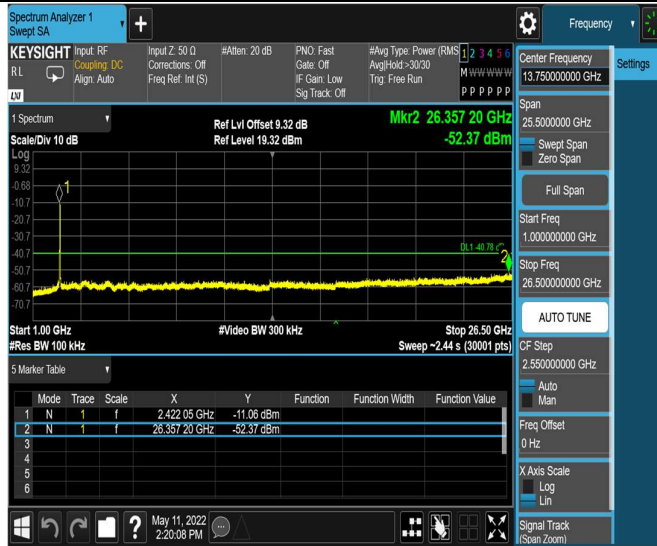 Spectrum Analyzer 1
Swept SA
+
Frequency
KEYSIGHT
RL
LXI
Input: RF
Coupling: DC
Align: Auto
Input Z: 50 Ω
Corrections: Off
Freq Ref: Int (S)
#Atten: 20 dB
PNO: Fast
Gate: Off
IF Gain: Low
Sig Track: Off
#Avg Type: Power (RMS
Avg|Hold:>30/30
Trig: Free Run
1 2 3 4 5 6
M W W W W W
P P P P P P
Center Frequency
13.750000000 GHz
Settings
Span
25.5000000 GHz
Swept Span
Zero Span
Full Span
Start Freq
1.000000000 GHz
Stop Freq
26.500000000 GHz
AUTO TUNE
CF Step
2.550000000 GHz
Auto
Man
Freq Offset
0 Hz
X Axis Scale
Log
Lin
Signal Track
(Span Zoom)
1 Spectrum
Scale/Div 10 dB
Ref Lvl Offset 9.32 dB
Ref Level 19.32 dBm
Mkr2 26.357 20 GHz
-52.37 dBm
Log
9.32
-0.68
-10.7
-20.7
-30.7
-40.7
-50.7
-60.7
-70.7
1
DL1 -40.78
2
Start 1.00 GHz
#Video BW 300 kHz
Stop 26.50 GHz
#Res BW 100 kHz
Sweep ~2.44 s (30001 pts)
5 Marker Table
Mode Trace Scale X Y Function Function Width Function Value
1 N 1 f 2.422 05 GHz -11.06 dBm
2 N 1 f 26.357 20 GHz -52.37 dBm
3
4
5
6
?
May 11, 2022
2:20:08 PM